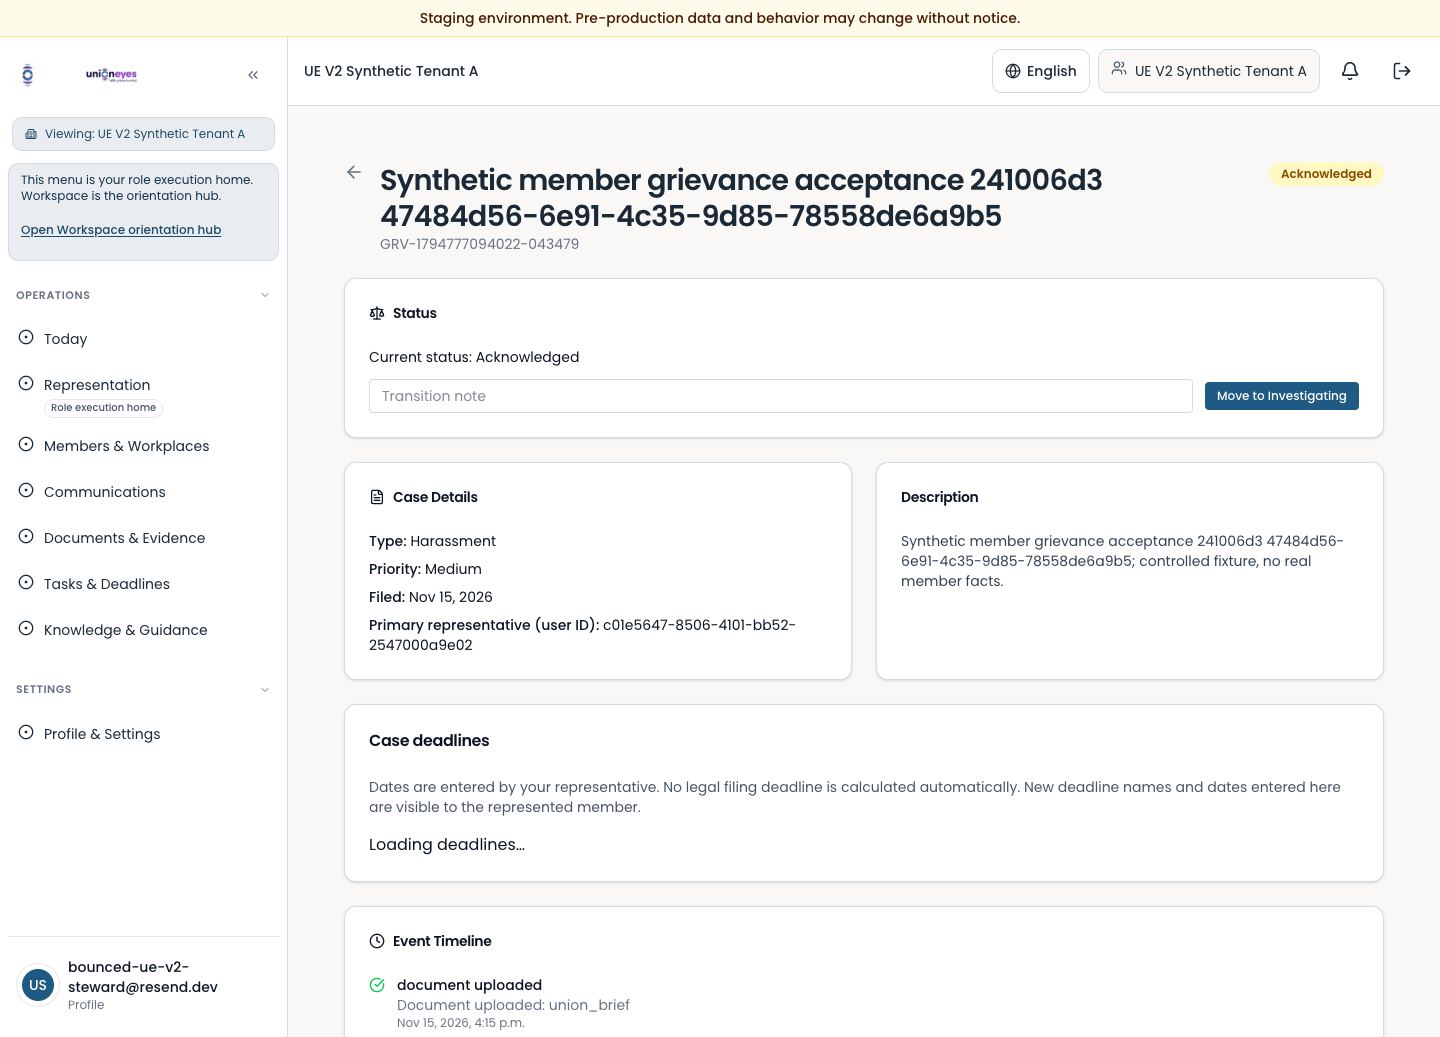 Staging environment. Pre-production data and behavior may change without notice.
unioneyes
UE V2 Synthetic Tenant A
English
UE V2 Synthetic Tenant A
Viewing: UE V2 Synthetic Tenant A
This menu is your role execution home.
Workspace is the orientation hub.
Open Workspace orientation hub
OPERATIONS
Today
Representation
Role execution home
Members & Workplaces
Communications
Documents & Evidence
Tasks & Deadlines
Knowledge & Guidance
SETTINGS
Profile & Settings
US
bounced-ue-v2-
steward@resend.dev
Profile
Synthetic member grievance acceptance 241006d3
47484d56-6e91-4c35-9d85-78558de6a9b5
Acknowledged
GRV-1794777094022-043479
Status
Current status: Acknowledged
Transition note
Move to Investigating
Case Details
Type: Harassment
Priority: Medium
Filed: Nov 15, 2026
Primary representative (user ID): c01e5647-8506-4101-bb52-
2547000a9e02
Description
Synthetic member grievance acceptance 241006d3 47484d56-
6e91-4c35-9d85-78558de6a9b5; controlled fixture, no real
member facts.
Case deadlines
Dates are entered by your representative. No legal filing deadline is calculated automatically. New deadline names and dates entered here
are visible to the represented member.
Loading deadlines...
Event Timeline
document uploaded
Document uploaded: union_brief
Nov 15, 2026, 4:15 p.m.